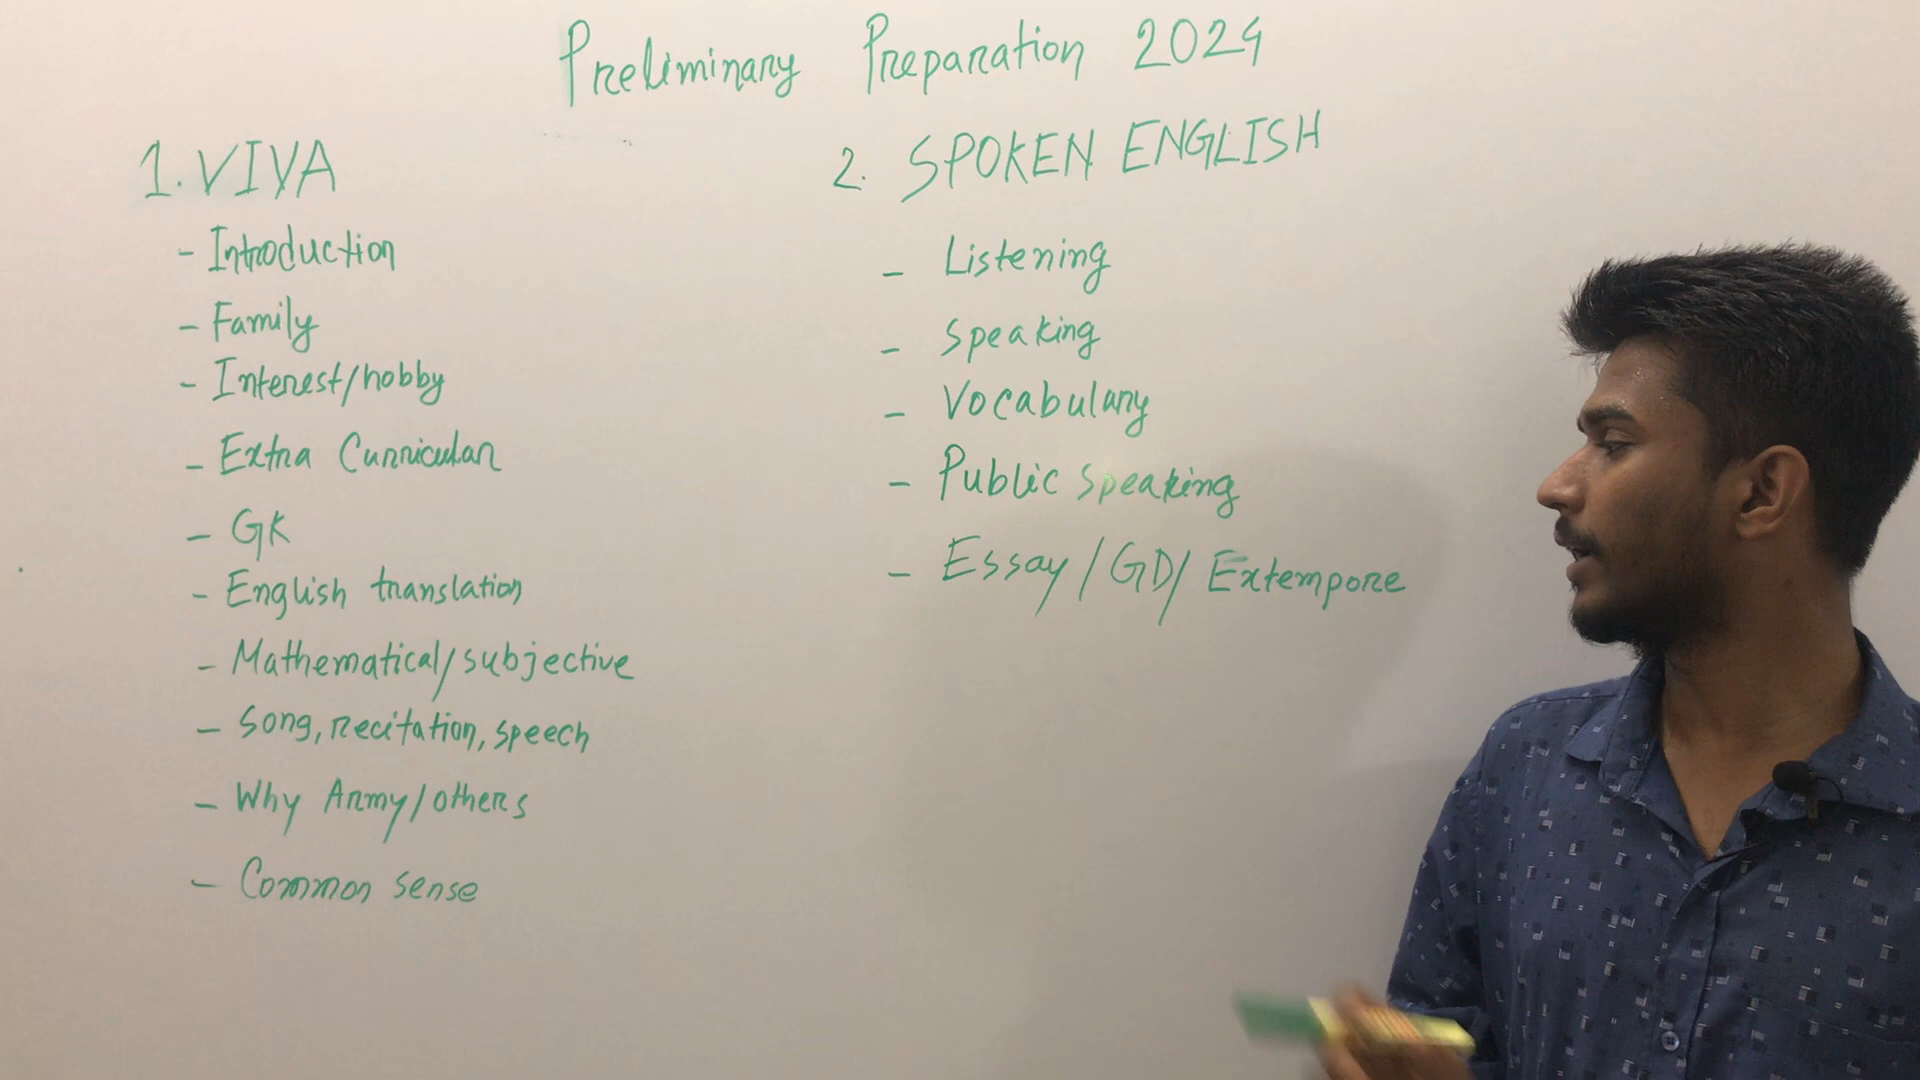 Preliminary Preparation 2024
1. VIVA
- Introduction
- Family
- Interest/hobby
- Extra Curricular
- GK
- English translation
- Mathematical/subjective
- Song, recitation, speech
- Why Army/others
- Common sense
2. SPOKEN ENGLISH
- Listening
- Speaking
- Vocabulary
- Public Speaking
- Essay/GD/Extempore